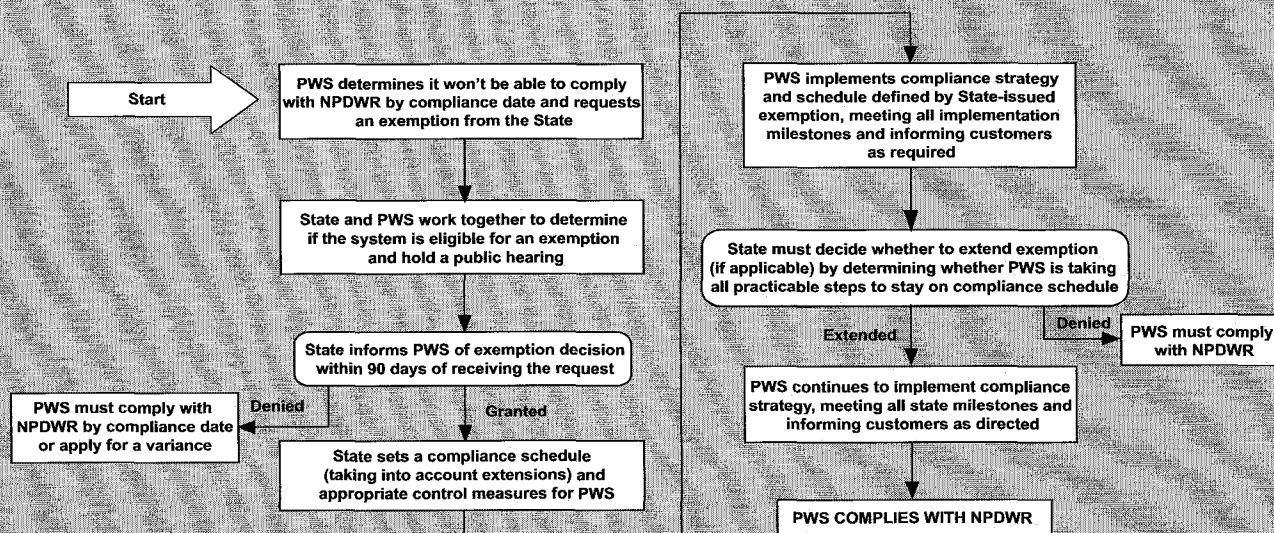 Start
PWS determines it won't be able to comply
with NPDWR by compliance date and requests
an exemption from the State
State and PWS work together to determine
if the system is eligible for an exemption
and hold a public hearing
State informs PWS of exemption decision
within 90 days of receiving the request
Denied
PWS must comply with
NPDWR by compliance date
or apply for a variance
Granted
State sets a compliance schedule
(taking into account extensions) and
appropriate control measures for PWS
PWS implements compliance strategy
and schedule defined by State-issued
exemption, meeting all implementation
milestones and informing customers
as required
State must decide whether to extend exemption
(if applicable) by determining whether PWS is taking
all practicable steps to stay on compliance schedule
Extended
Denied
PWS must comply
with NPDWR
PWS continues to implement compliance
strategy, meeting all state milestones and
informing customers as directed
PWS COMPLIES WITH NPDWR